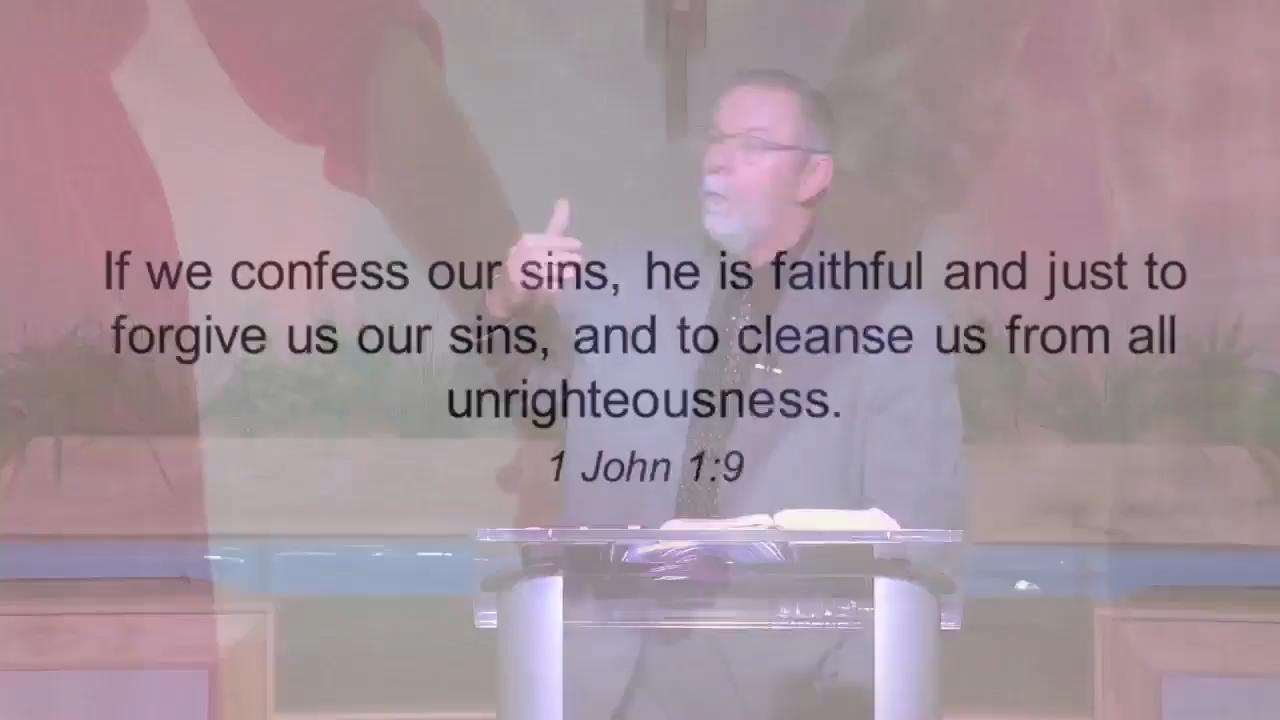 If we confess our sins, he is faithful and just to
forgive us our sins, and to cleanse us from all
unrighteousness.
1 John 1:9